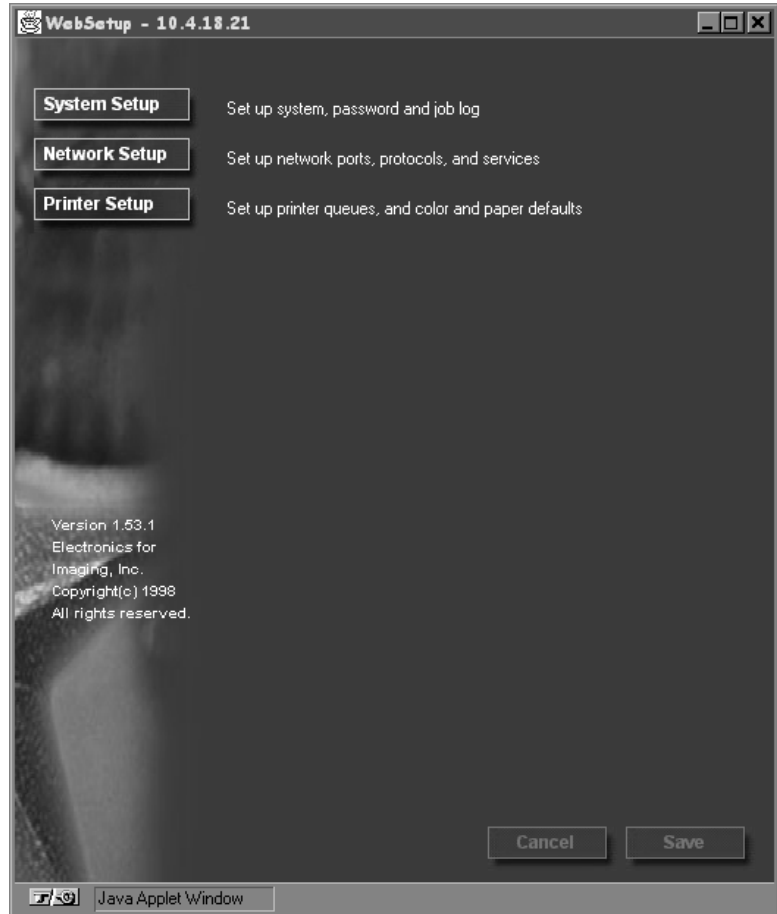 WebSetup - 10.4.18.21
System Setup
Set up system, password and job log
Network Setup
Set up network ports, protocols, and services
Printer Setup
Set up printer queues, and color and paper defaults
Version 1.53.1
Electronics for
Imaging, Inc.
Copyright(c) 1998
All rights reserved.
Cancel
Save
Java Applet Window